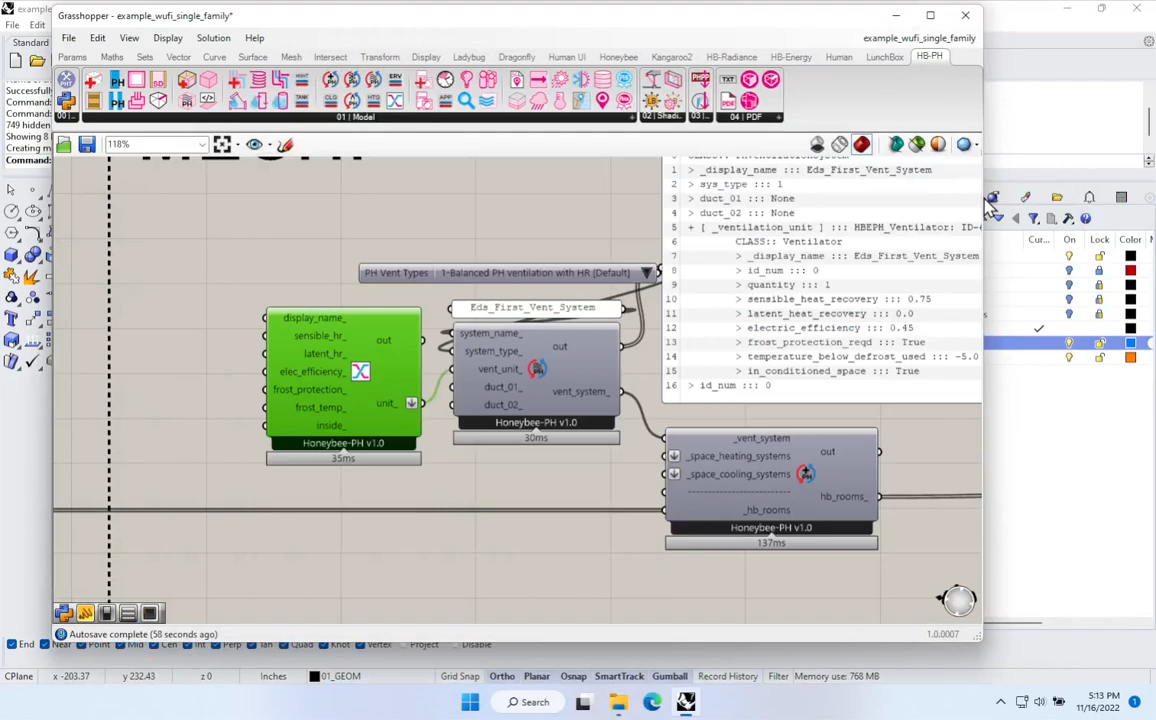 example
Grasshopper - example_wufi_single_family*
File
File Edit View Display Solution Help
example_wufi_single_family
Standard
Params Maths Sets Vector Curve Surface Mesh Intersect Transform Display Ladybug Dragonfly Human UI Honeybee Kangaroo2 HB-Radiance HB-Energy Human LunchBox HB-PH
Successfully
Command:
Command:
Command:
749 hidden
Showing 8
Creating m
Command:
00 | 
01 | Model
02 | Shadi
03 | 
04 | PDF
118%
> _display_name ::: Eds_First_Vent_System
> sys_type ::: 1
> duct_01 ::: None
> duct_02 ::: None
+ [ _ventilation_unit ] ::: HBEPH_Ventilator: ID-
CLASS:: Ventilator
> _display_name ::: Eds_First_Vent_System
> id_num ::: 0
> quantity ::: 1
> sensible_heat_recovery ::: 0.75
> latent_heat_recovery ::: 0.0
> electric_efficiency ::: 0.45
> frost_protection_reqd ::: True
> temperature_below_defrost_used ::: -5.0
> in_conditioned_space ::: True
> id_num ::: 0
1
2
3
4
5
6
7
8
9
10
11
12
13
14
15
16
Cur... On Lock Color
PH Vent Types 1-Balanced PH ventilation with HR [Default]
Eds_First_Vent_System
display_name_
sensible_hr_
latent_hr_
elec_efficiency_
frost_protection_
frost_temp_
inside_
out
unit_
Honeybee-PH v1.0
35ms
system_name_
system_type_
vent_unit_
duct_01_
duct_02_
out
vent_system_
Honeybee-PH v1.0
30ms
_vent_system
_space_heating_systems
_space_cooling_systems
_hb_rooms
out
hb_rooms_
Honeybee-PH v1.0
137ms
Autosave complete (58 seconds ago)
1.0.0007
End Near Point Mid Cen Int Perp Tan Quad Knot Vertex Project Disable
CPlane x -203.37 y 232.43 z 0 Inches 01_GEOM Grid Snap Ortho Planar Osnap SmartTrack Gumball Record History Filter Memory use: 768 MB
Search
5:13 PM
11/16/2022